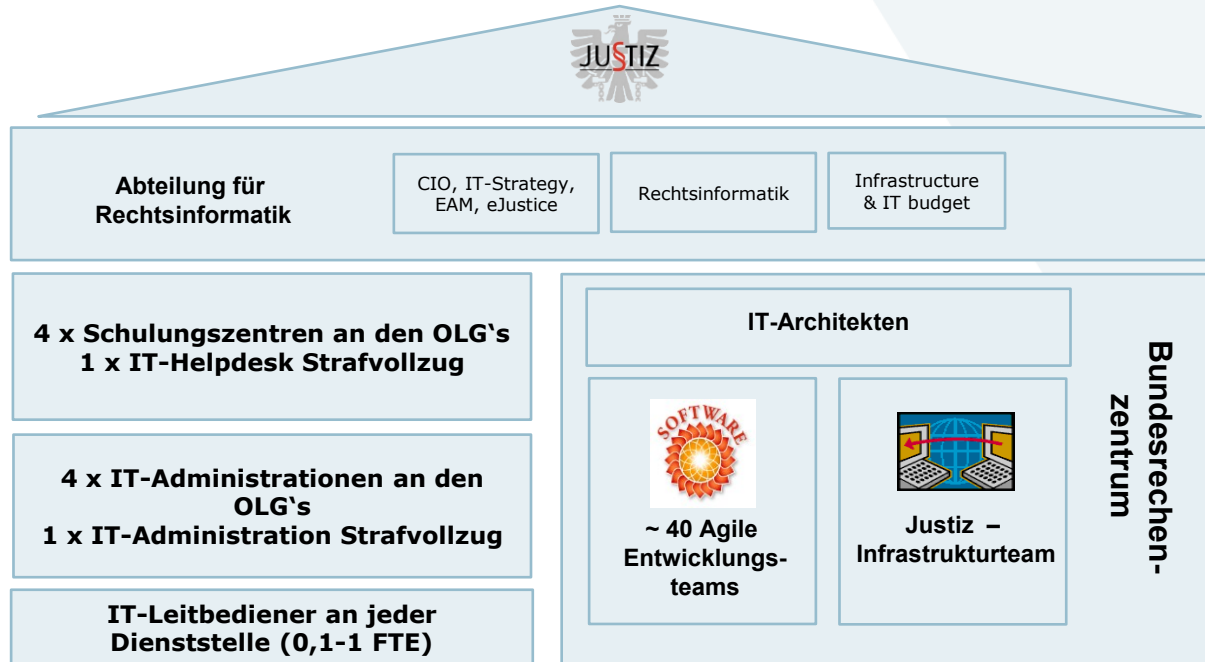 JU§TIZ
Abteilung für
Rechtsinformatik
CIO, IT-Strategy,
EAM, eJustice
Rechtsinformatik
Infrastructure
& IT budget
4 x Schulungszentren an den OLG‘s
1 x IT-Helpdesk Strafvollzug
4 x IT-Administrationen an den
OLG‘s
1 x IT-Administration Strafvollzug
IT-Leitbediener an jeder
Dienststelle (0,1-1 FTE)
IT-Architekten
SOFTWARE
~ 40 Agile
Entwicklungs-
teams
Justiz –
Infrastrukturteam
Bundesrechen-
zentrum